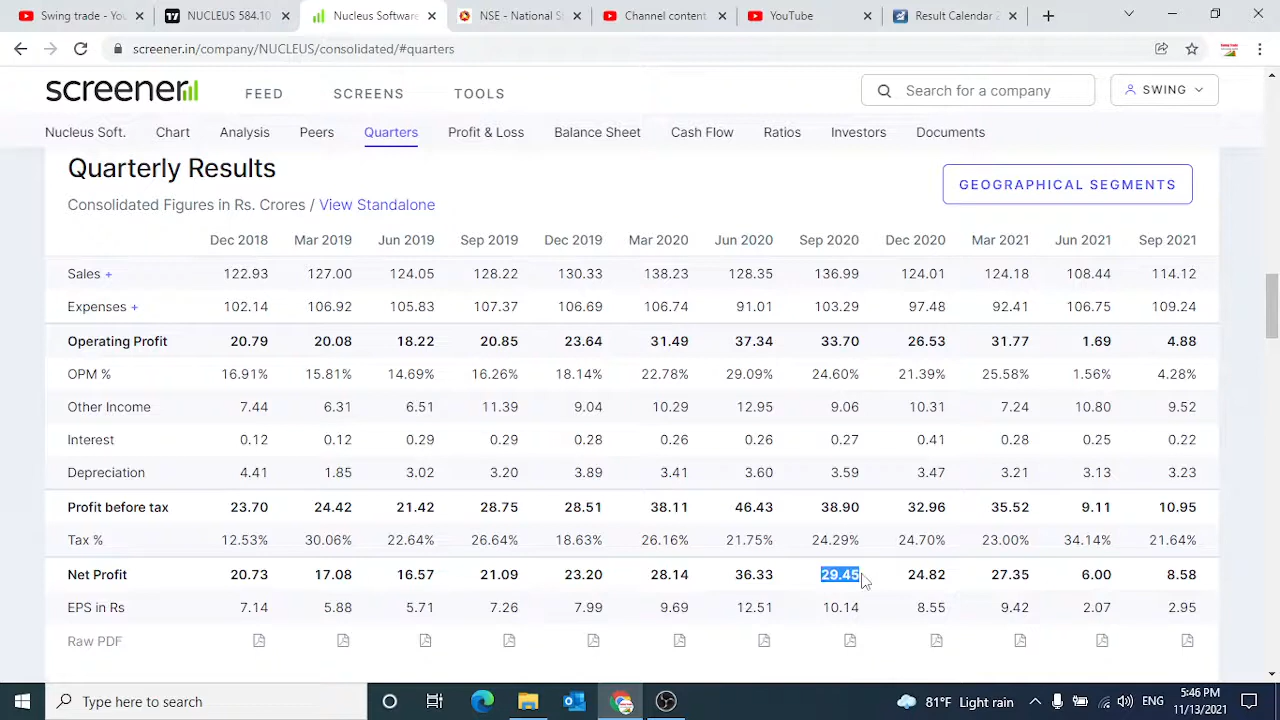 Swing Trade - YouTube
NUCLEUS 584.10
Nucleus Software
NSE - National S
Channel content
YouTube
Result Calendar 2
screener.in/company/NUCLEUS/consolidated/#quarters
screener
FEED
SCREENS
TOOLS
Search for a company
SWING
Nucleus Soft.
Chart
Analysis
Peers
Quarters
Profit & Loss
Balance Sheet
Cash Flow
Ratios
Investors
Documents
Quarterly Results
GEOGRAPHICAL SEGMENTS
Consolidated Figures in Rs. Crores / View Standalone
Dec 2018 Mar 2019 Jun 2019 Sep 2019 Dec 2019 Mar 2020 Jun 2020 Sep 2020 Dec 2020 Mar 2021 Jun 2021 Sep 2021
Sales + 122.93 127.00 124.05 128.22 130.33 138.23 128.35 136.99 124.01 124.18 108.44 114.12
Expenses + 102.14 106.92 105.83 107.37 106.69 106.74 91.01 103.29 97.48 92.41 106.75 109.24
Operating Profit 20.79 20.08 18.22 20.85 23.64 31.49 37.34 33.70 26.53 31.77 1.69 4.88
OPM % 16.91% 15.81% 14.69% 16.26% 18.14% 22.78% 29.09% 24.60% 21.39% 25.58% 1.56% 4.28%
Other Income 7.44 6.31 6.51 11.39 9.04 10.29 12.95 9.06 10.31 7.24 10.80 9.52
Interest 0.12 0.12 0.29 0.29 0.28 0.26 0.26 0.27 0.41 0.28 0.25 0.22
Depreciation 4.41 1.85 3.02 3.20 3.89 3.41 3.60 3.59 3.47 3.21 3.13 3.23
Profit before tax 23.70 24.42 21.42 28.75 28.51 38.11 46.43 38.90 32.96 35.52 9.11 10.95
Tax % 12.53% 30.06% 22.64% 26.64% 18.63% 26.16% 21.75% 24.29% 24.70% 23.00% 34.14% 21.64%
Net Profit 20.73 17.08 16.57 21.09 23.20 28.14 36.33 29.45 24.82 27.35 6.00 8.58
EPS in Rs 7.14 5.88 5.71 7.26 7.99 9.69 12.51 10.14 8.55 9.42 2.07 2.95
Raw PDF
Type here to search
81°F Light rain
ENG
5:46 PM
11/13/2021